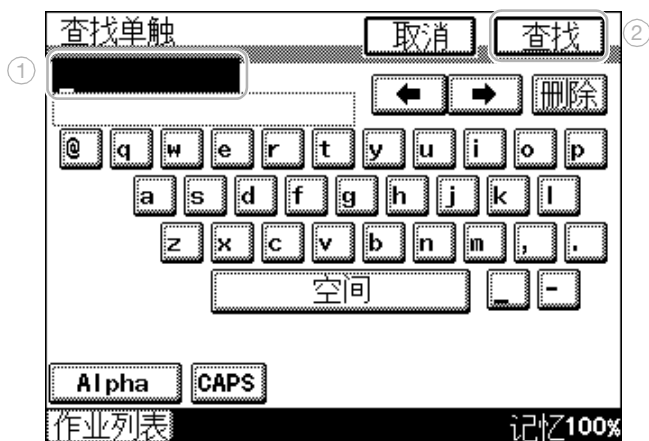 查找单触 取消 查找 ②
①
← → 删除
@ q w e r t y u i o p
a s d f g h j k l
z x c v b n m , .
空间 _ -
Alpha CAPS
作业列表 记忆100%